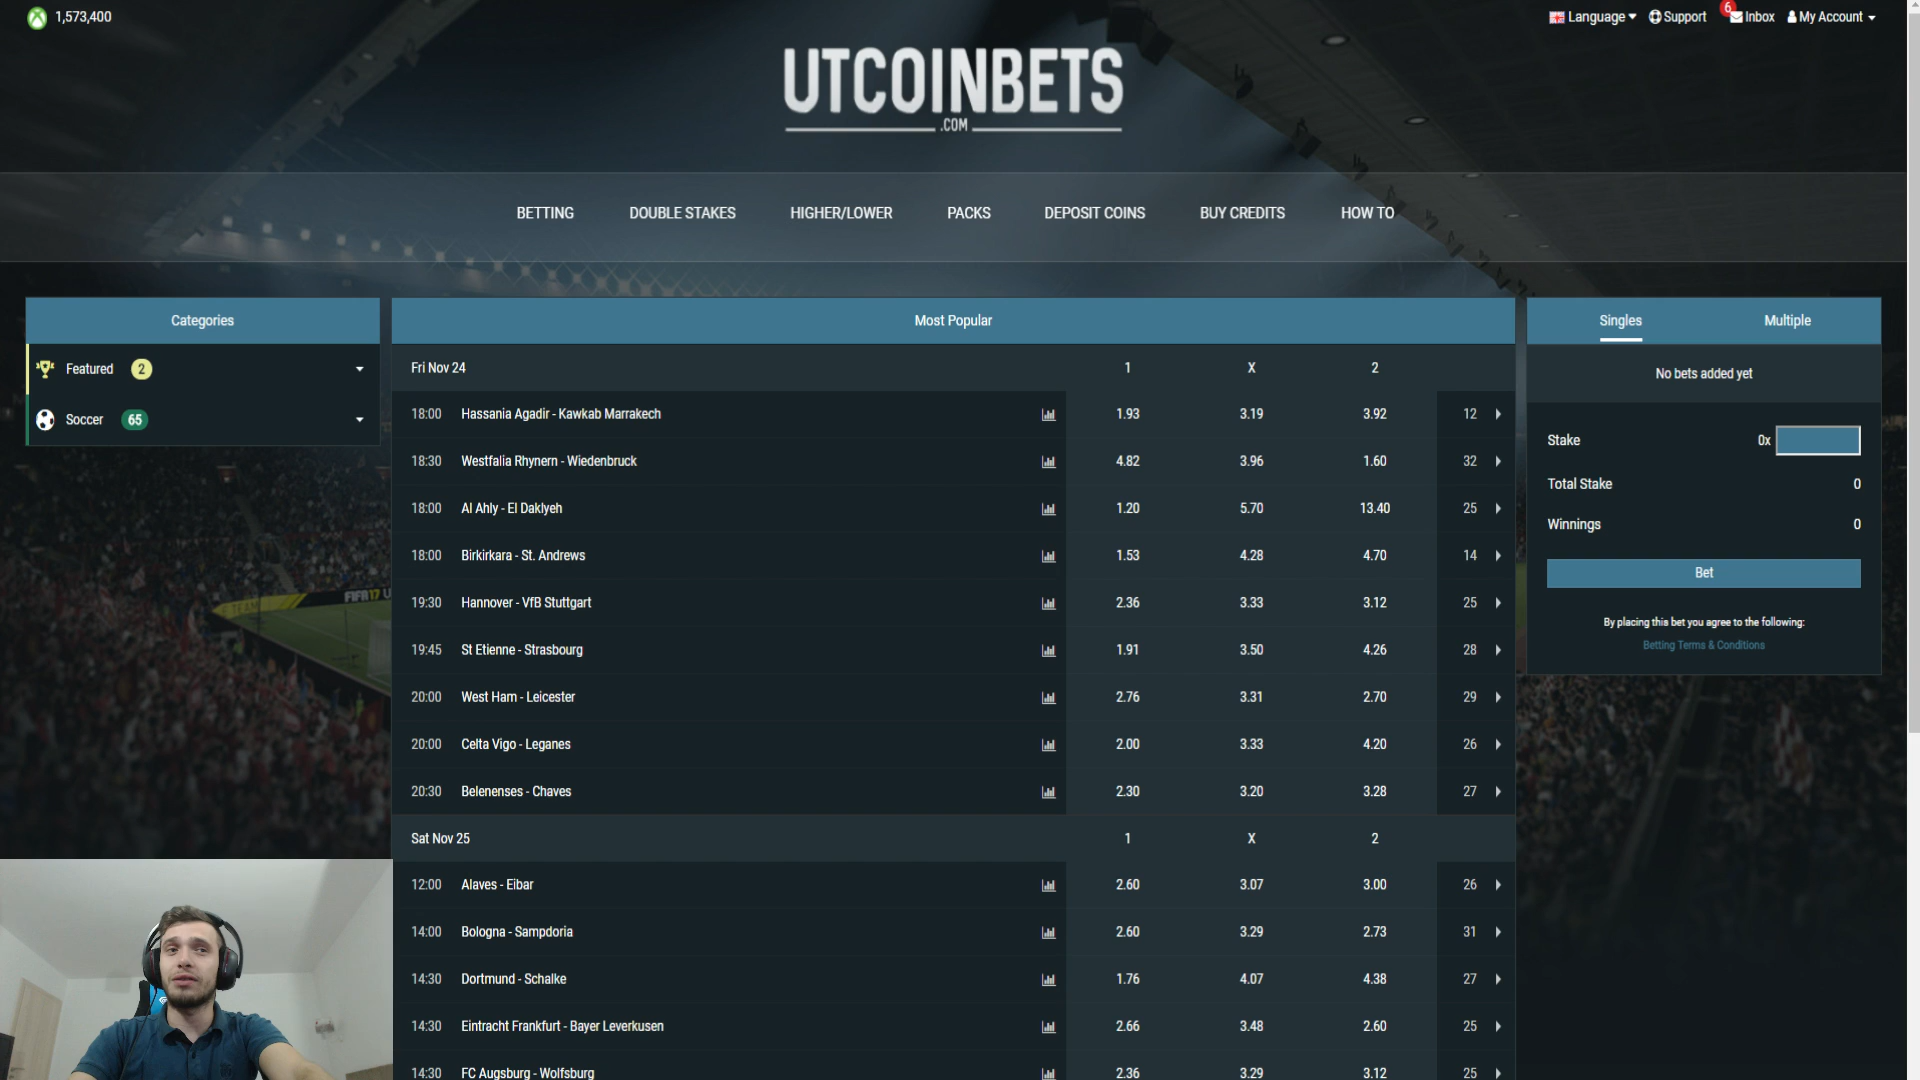 1,573,400
Language
Support
6
Inbox
My Account
UTCOINBETS
.COM
BETTING
DOUBLE STAKES
HIGHER/LOWER
PACKS
DEPOSIT COINS
BUY CREDITS
HOW TO
Categories
Featured 2
Soccer 65
Most Popular
Fri Nov 24 1 X 2
18:00 Hassania Agadir - Kawkab Marrakech 1.93 3.19 3.92 12
18:30 Westfalia Rhynern - Wiedenbruck 4.82 3.96 1.60 32
18:00 Al Ahly - El Daklyeh 1.20 5.70 13.40 25
18:00 Birkirkara - St. Andrews 1.53 4.28 4.70 14
19:30 Hannover - VfB Stuttgart 2.36 3.33 3.12 25
19:45 St Etienne - Strasbourg 1.91 3.50 4.26 28
20:00 West Ham - Leicester 2.76 3.31 2.70 29
20:00 Celta Vigo - Leganes 2.00 3.33 4.20 26
20:30 Belenenses - Chaves 2.30 3.20 3.28 27
Sat Nov 25 1 X 2
12:00 Alaves - Eibar 2.60 3.07 3.00 26
14:00 Bologna - Sampdoria 2.60 3.29 2.73 31
14:30 Dortmund - Schalke 1.76 4.07 4.38 27
14:30 Eintracht Frankfurt - Bayer Leverkusen 2.66 3.48 2.60 25
14:30 FC Augsburg - Wolfsburg 2.36 3.29 3.12 25
Singles
Multiple
No bets added yet
Stake 0x
Total Stake 0
Winnings 0
Bet
By placing this bet you agree to the following:
Betting Terms & Conditions
FIFA 17